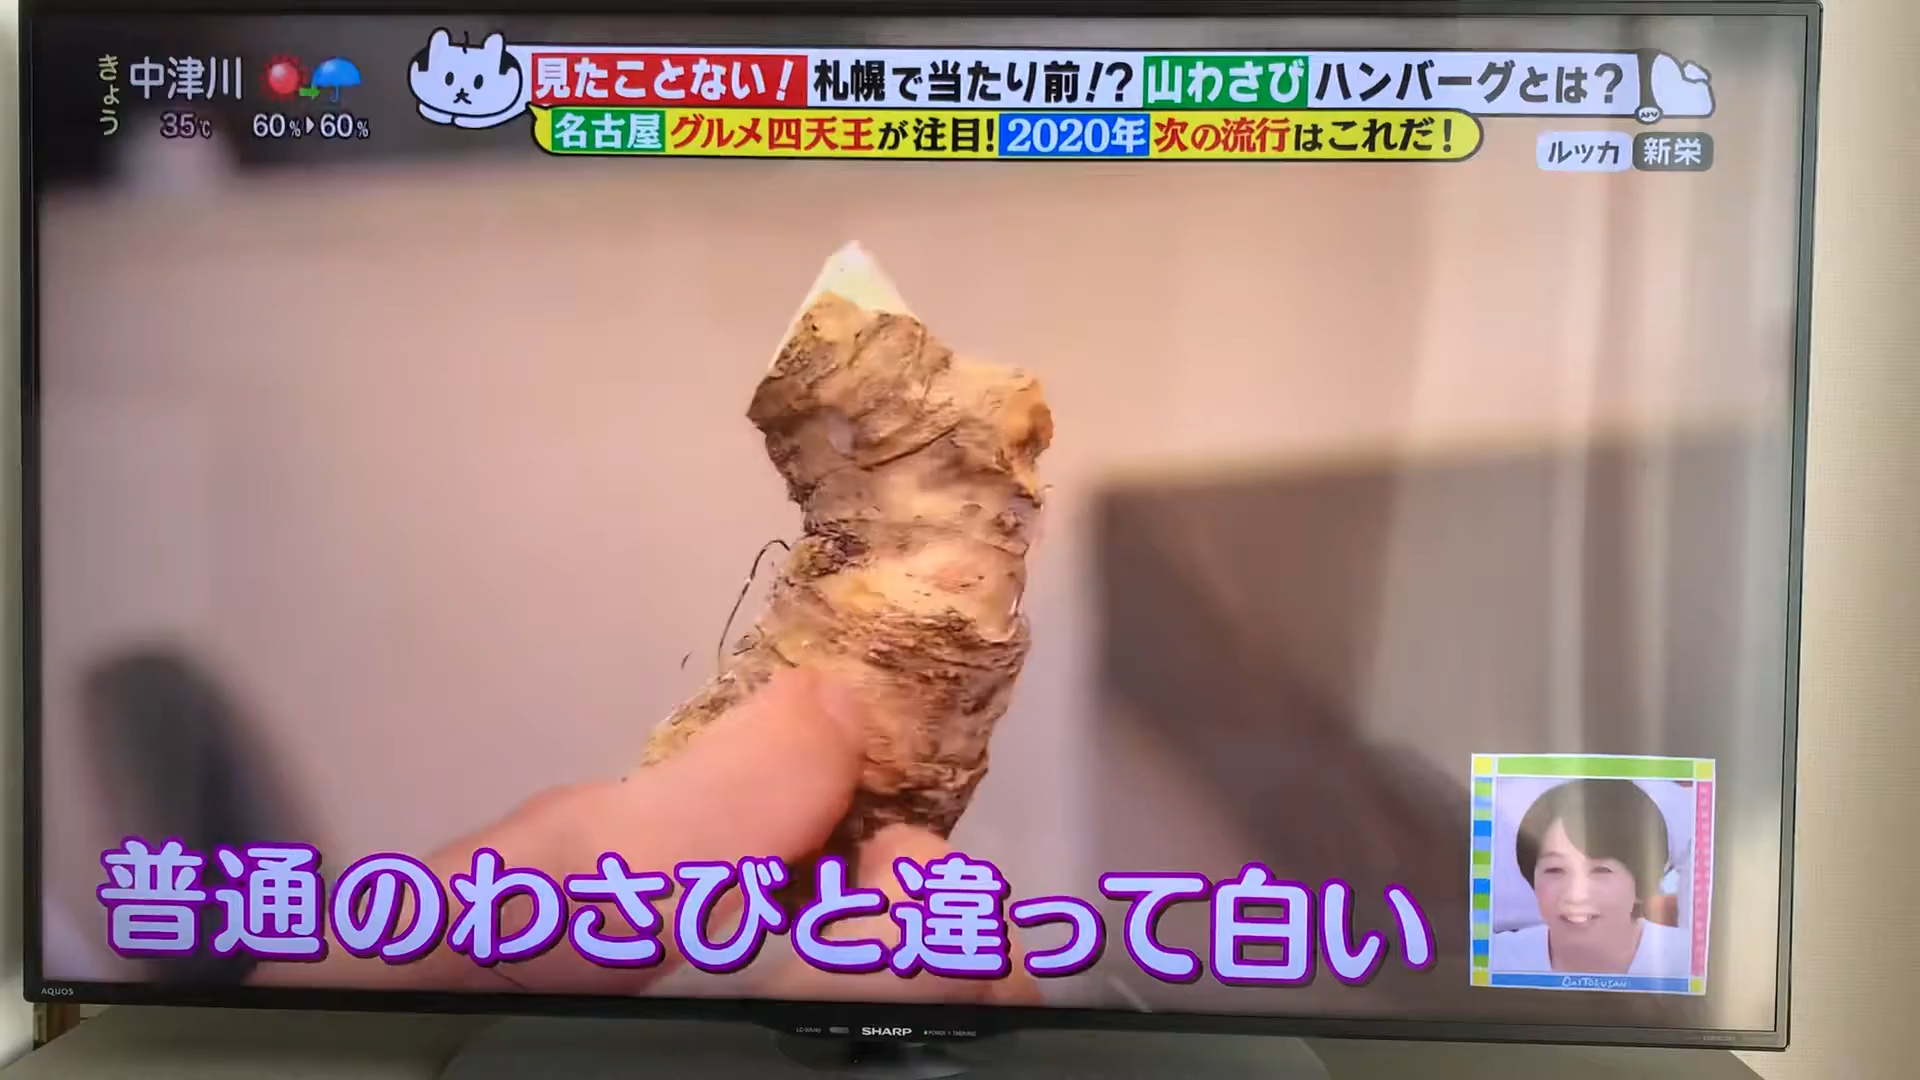 きょう
中津川
35℃
60%▶60%
見たことない！札幌で当たり前!?山わさびハンバーグとは？
名古屋グルメ四天王が注目！2020年次の流行はこれだ！
ルッカ 新栄
普通のわさびと違って白い
AQUOS
SHARP